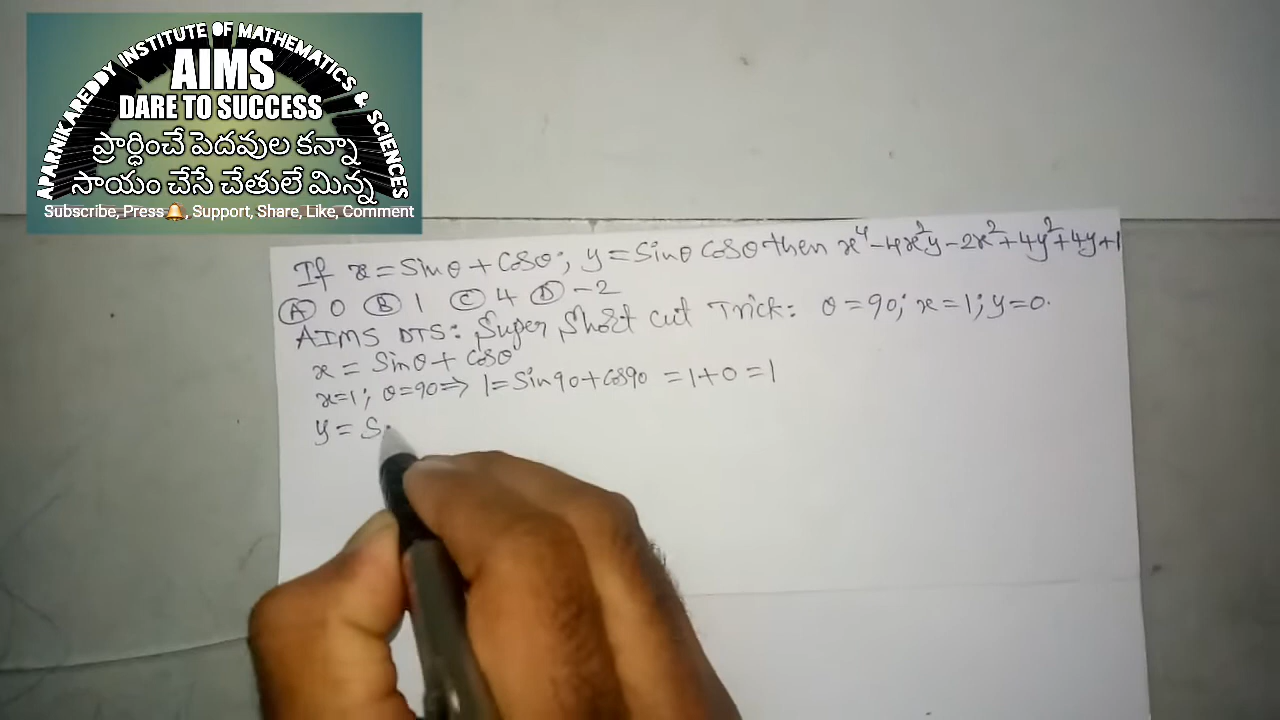 APARNIKAREDDY INSTITUTE OF MATHEMATICS & SCIENCES
AIMS
DARE TO SUCCESS
ప్రార్ధించే పెదవుల కన్నా
సాయం చేసే చేతులే మిన్న
Subscribe, Press🔔, Support, Share, Like, Comment
If x = Sinθ + Cosθ; y = Sinθ Cosθ then x⁴-4x²y-2x²+4y²+4y+1
Ⓐ 0 Ⓑ 1 Ⓒ 4 Ⓓ -2
AIMS DTS: Super Short Cut Trick: θ=90; x=1; y=0.
x = Sinθ + Cosθ
x=1; θ=90 ⇒ 1=Sin90+Cos90 = 1+0 = 1
y = S